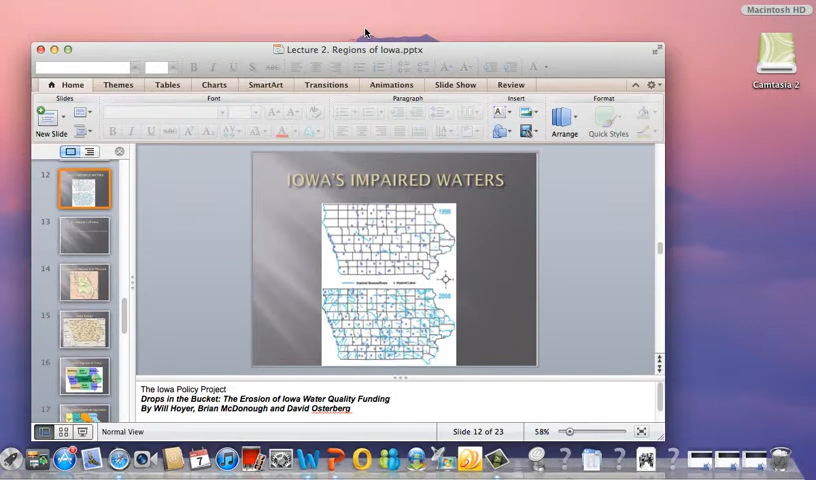 Macintosh HD
Camtasia 2
Lecture 2. Regions of Iowa.pptx
Home Themes Tables Charts SmartArt Transitions Animations Slide Show Review
Slides Font Paragraph Insert Format
New Slide
Arrange Quick Styles
12
13
14
15
16
17
IOWA'S IMPAIRED WATERS
1998
2008
The Iowa Policy Project
Drops in the Bucket: The Erosion of Iowa Water Quality Funding
By Will Hoyer, Brian McDonough and David Osterberg
Normal View
Slide 12 of 23
58%
7